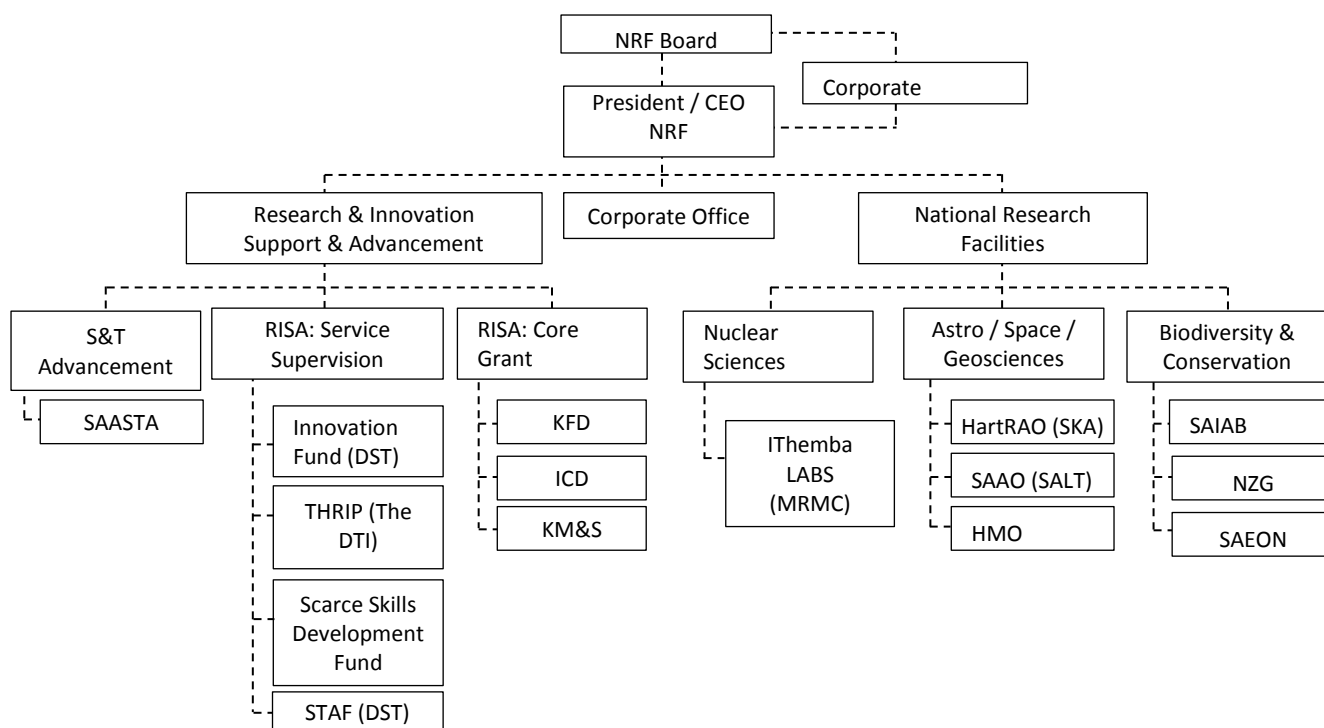 NRF Board
Corporate
President / CEO
NRF
Research & Innovation
Support & Advancement
Corporate Office
National Research
Facilities
S&T
Advancement
RISA: Service
Supervision
RISA: Core
Grant
Nuclear
Sciences
Astro / Space /
Geosciences
Biodiversity &
Conservation
SAASTA
Innovation
Fund (DST)
THRIP (The
DTI)
Scarce Skills
Development
Fund
STAF (DST)
KFD
ICD
KM&S
IThemba
LABS
(MRMC)
HartRAO (SKA)
SAAO (SALT)
HMO
SAIAB
NZG
SAEON